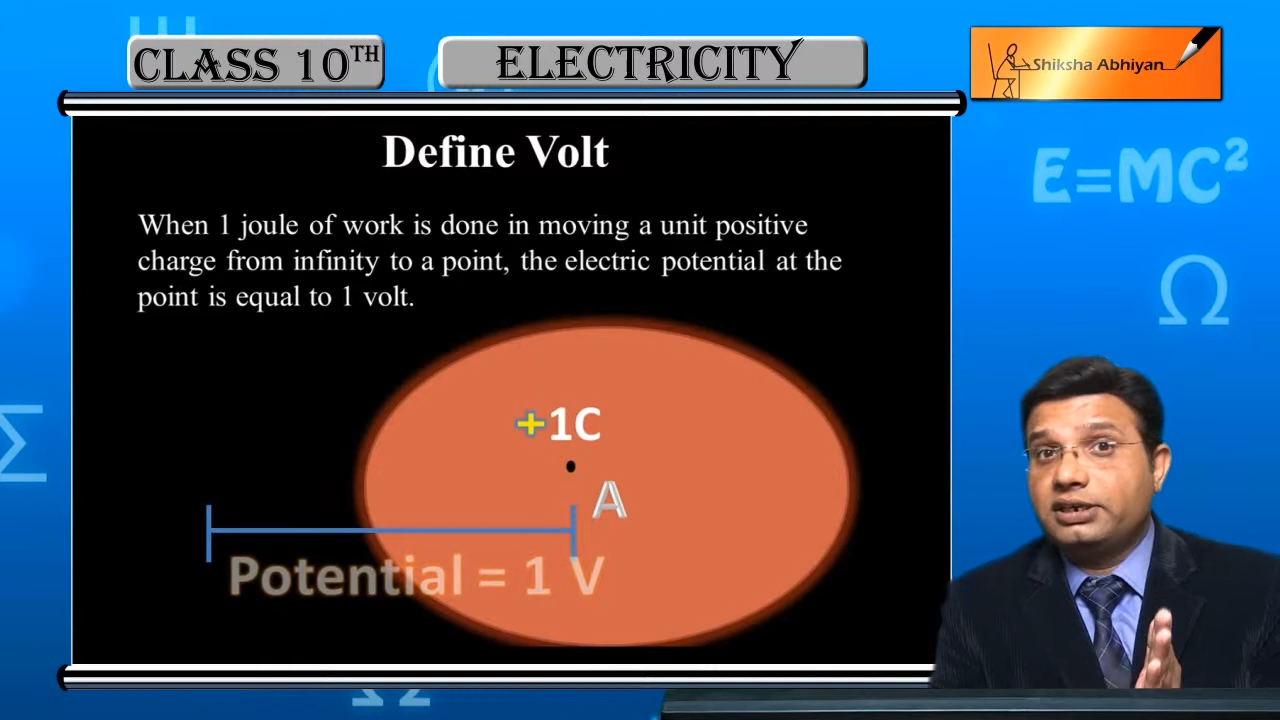 CLASS 10TH
ELECTRICITY
Shiksha Abhiyan
E=MC²
Define Volt
When 1 joule of work is done in moving a unit positive
charge from infinity to a point, the electric potential at the
point is equal to 1 volt.
Ω
+1C
A
Σ
Potential = 1 V